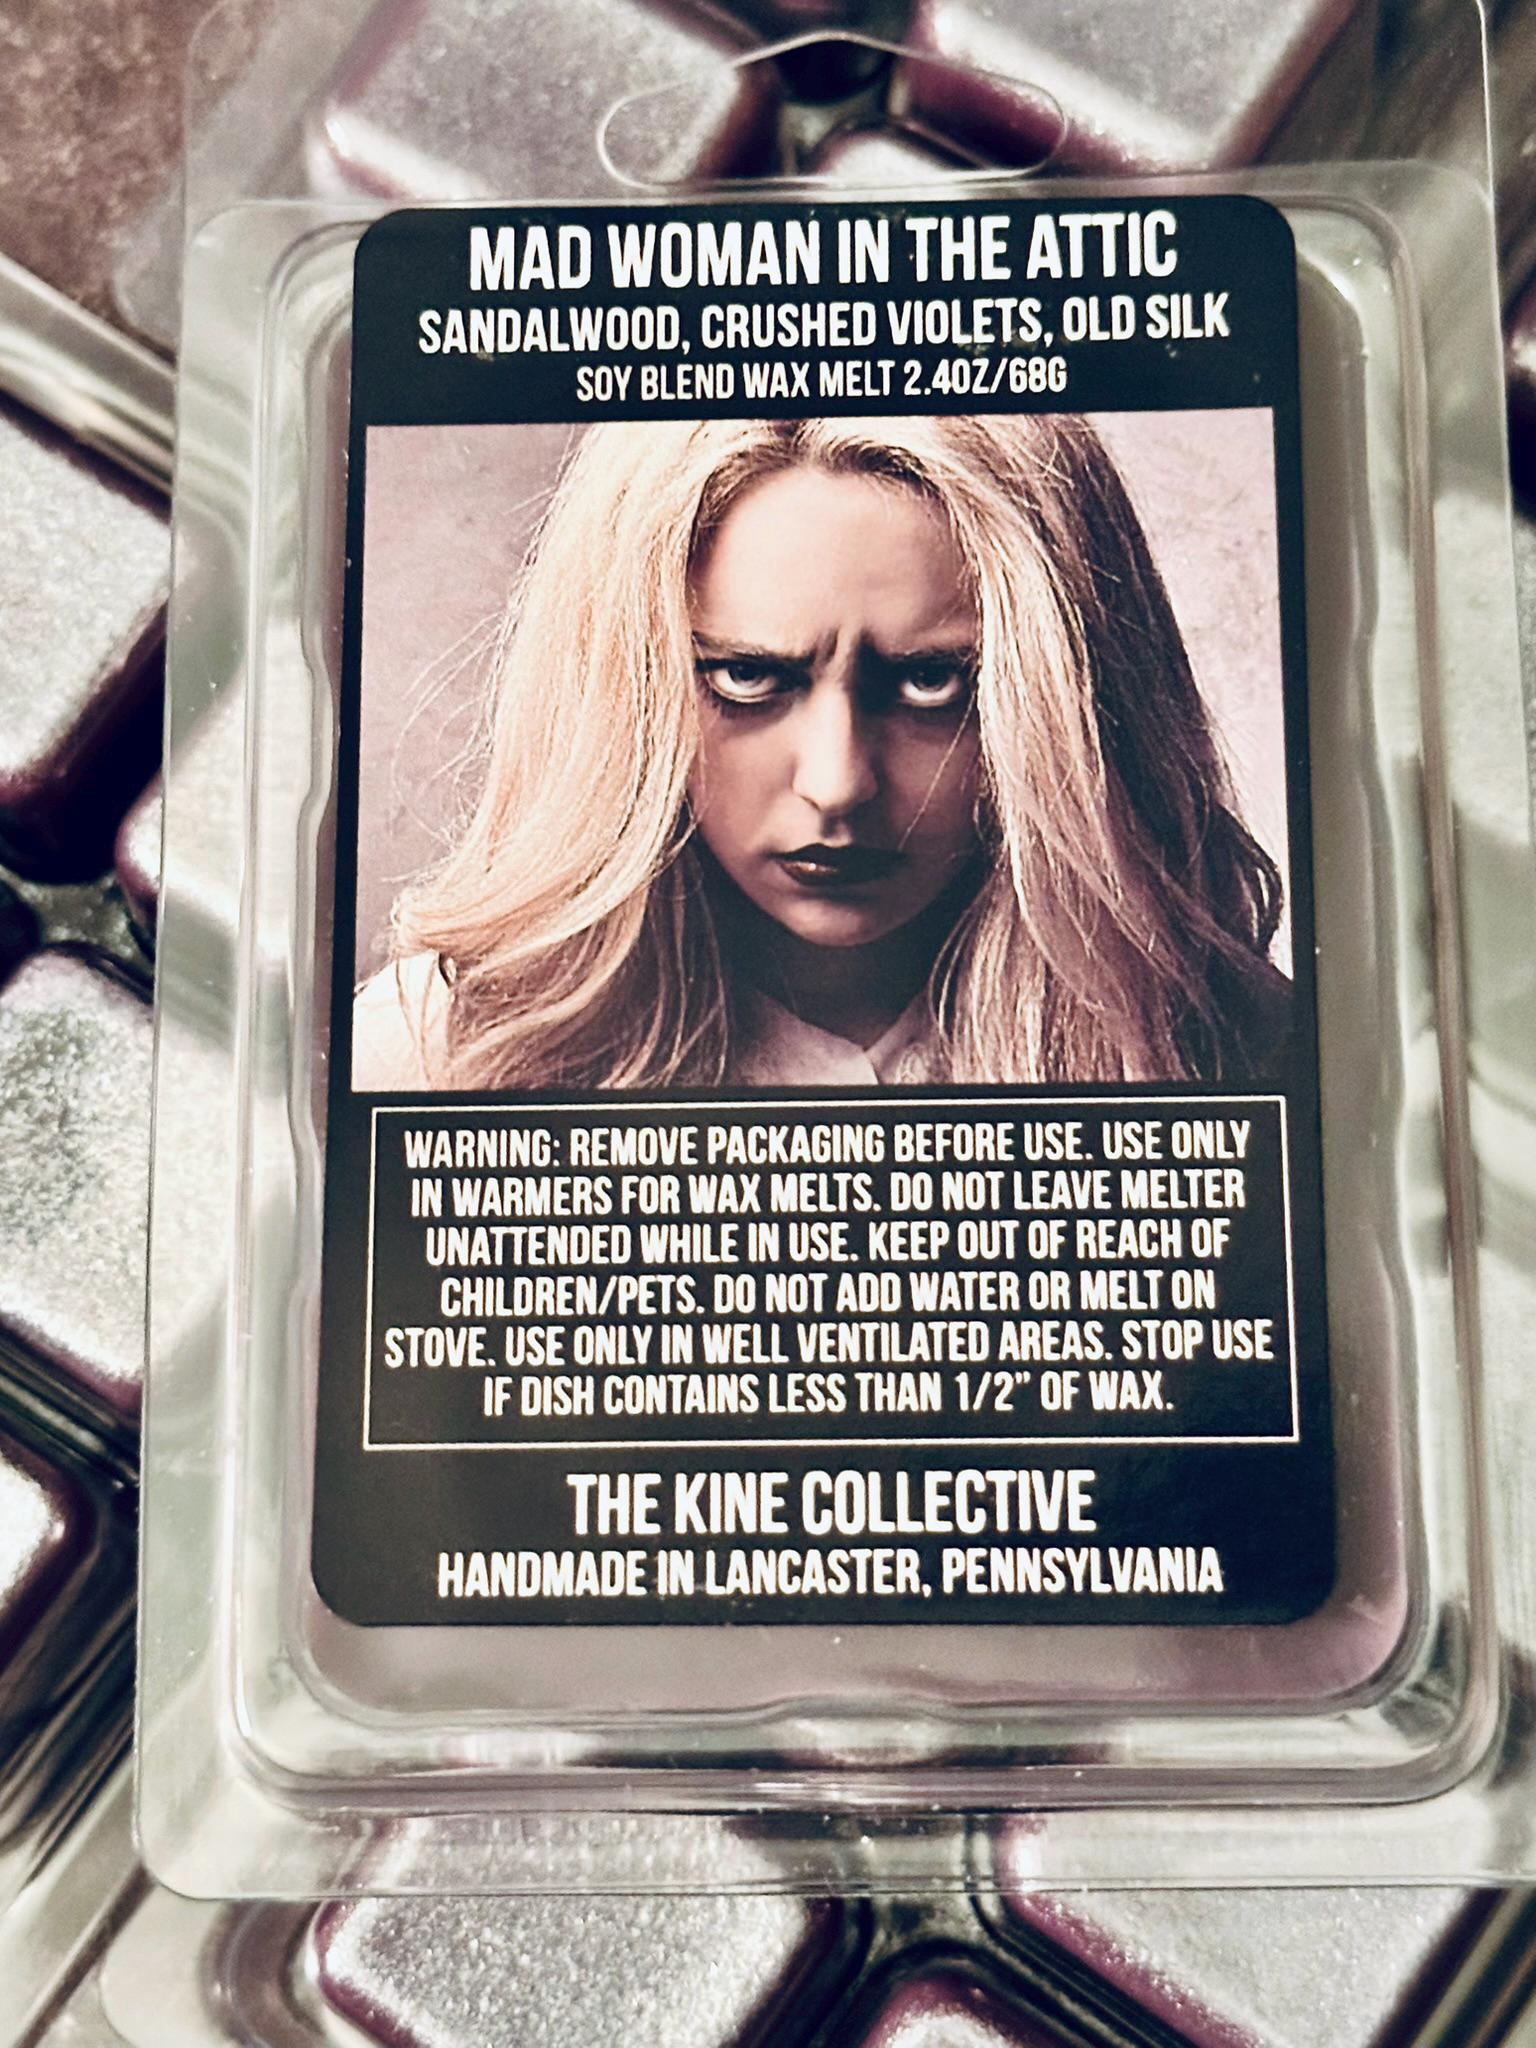 MAD WOMAN IN THE ATTIC
SANDALWOOD, CRUSHED VIOLETS, OLD SILK
SOY BLEND WAX MELT 2.4OZ/68G
WARNING: REMOVE PACKAGING BEFORE USE. USE ONLY
IN WARMERS FOR WAX MELTS. DO NOT LEAVE MELTER
UNATTENDED WHILE IN USE. KEEP OUT OF REACH OF
CHILDREN/PETS. DO NOT ADD WATER OR MELT ON
STOVE. USE ONLY IN WELL VENTILATED AREAS. STOP USE
IF DISH CONTAINS LESS THAN 1/2” OF WAX.
THE KINE COLLECTIVE
HANDMADE IN LANCASTER, PENNSYLVANIA